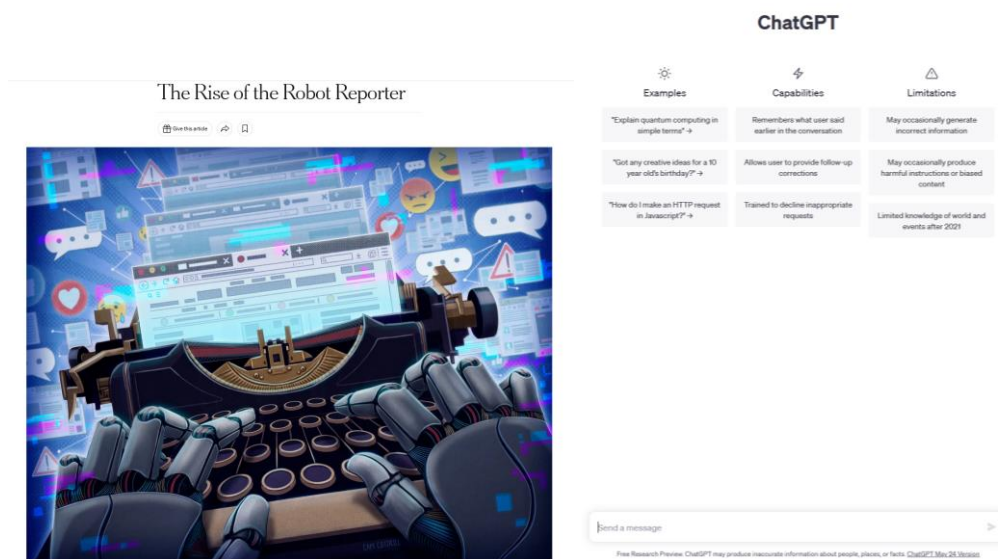 The Rise of the Robot Reporter
Give this article
ChatGPT
Examples
"Explain quantum computing in
simple terms" →
"Got any creative ideas for a 10
year old's birthday?" →
"How do I make an HTTP request
in Javascript?" →
Capabilities
Remembers what user said
earlier in the conversation
Allows user to provide follow-up
corrections
Trained to decline inappropriate
requests
Limitations
May occasionally generate
incorrect information
May occasionally produce
harmful instructions or biased
content
Limited knowledge of world and
events after 2021
Send a message
Free Research Preview. ChatGPT may produce inaccurate information about people, places, or facts. ChatGPT May 24 Version